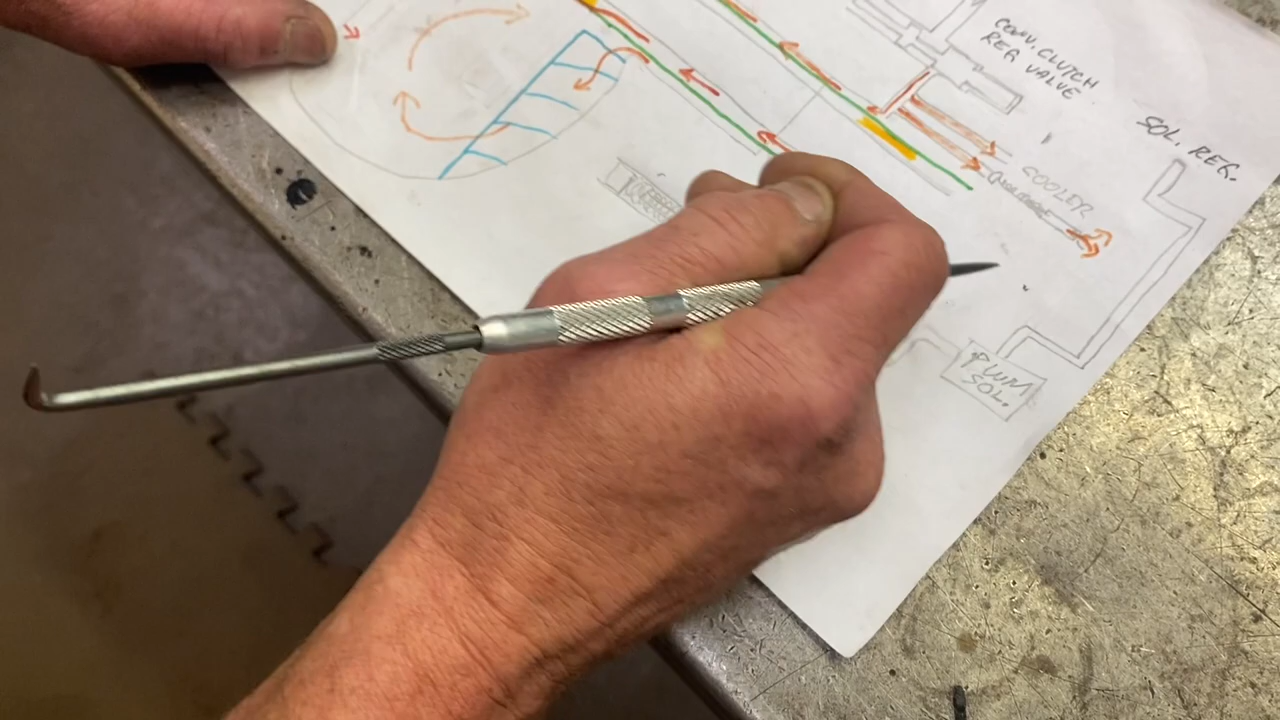 CONV. CLUTCH
REG VALVE
SOL. REG.
COOLER
PWM
SOL.